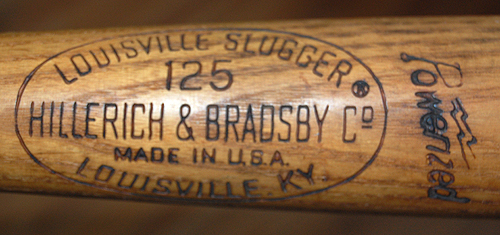 LOUISVILLE SLUGGER®
125
HILLERICH & BRADSBY Co
MADE IN U.S.A.
LOUISVILLE KY.
Powerized